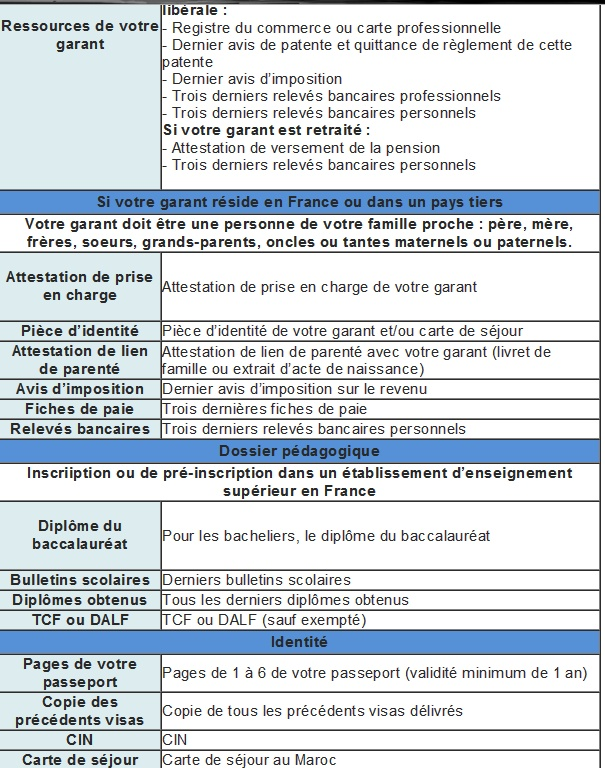 libérale :
Ressources de votre garant
- Registre du commerce ou carte professionnelle
- Dernier avis de patente et quittance de règlement de cette
patente
- Dernier avis d'imposition
- Trois derniers relevés bancaires professionnels
- Trois derniers relevés bancaires personnels
Si votre garant est retraité :
- Attestation de versement de la pension
- Trois derniers relevés bancaires personnels
Si votre garant réside en France ou dans un pays tiers
Votre garant doit être une personne de votre famille proche : père, mère,
frères, soeurs, grands-parents, oncles ou tantes maternels ou paternels.
Attestation de prise
en charge
Attestation de prise en charge de votre garant
Pièce d'identité
Pièce d'identité de votre garant et/ou carte de séjour
Attestation de lien
de parenté
Attestation de lien de parenté avec votre garant (livret de
famille ou extrait d'acte de naissance)
Avis d'imposition
Dernier avis d'imposition sur le revenu
Fiches de paie
Trois dernières fiches de paie
Relevés bancaires
Trois derniers relevés bancaires personnels
Dossier pédagogique
Inscriiption ou de pré-inscription dans un établissement d'enseignement
supérieur en France
Diplôme du
baccalauréat
Pour les bacheliers, le diplôme du baccalauréat
Bulletins scolaires
Derniers bulletins scolaires
Diplômes obtenus
Tous les derniers diplômes obtenus
TCF ou DALF
TCF ou DALF (sauf exempté)
Identité
Pages de votre
passeport
Pages de 1 à 6 de votre passeport (validité minimum de 1 an)
Copie des
précédents visas
Copie de tous les précédents visas délivrés
CIN
CIN
Carte de séjour
Carte de séjour au Maroc